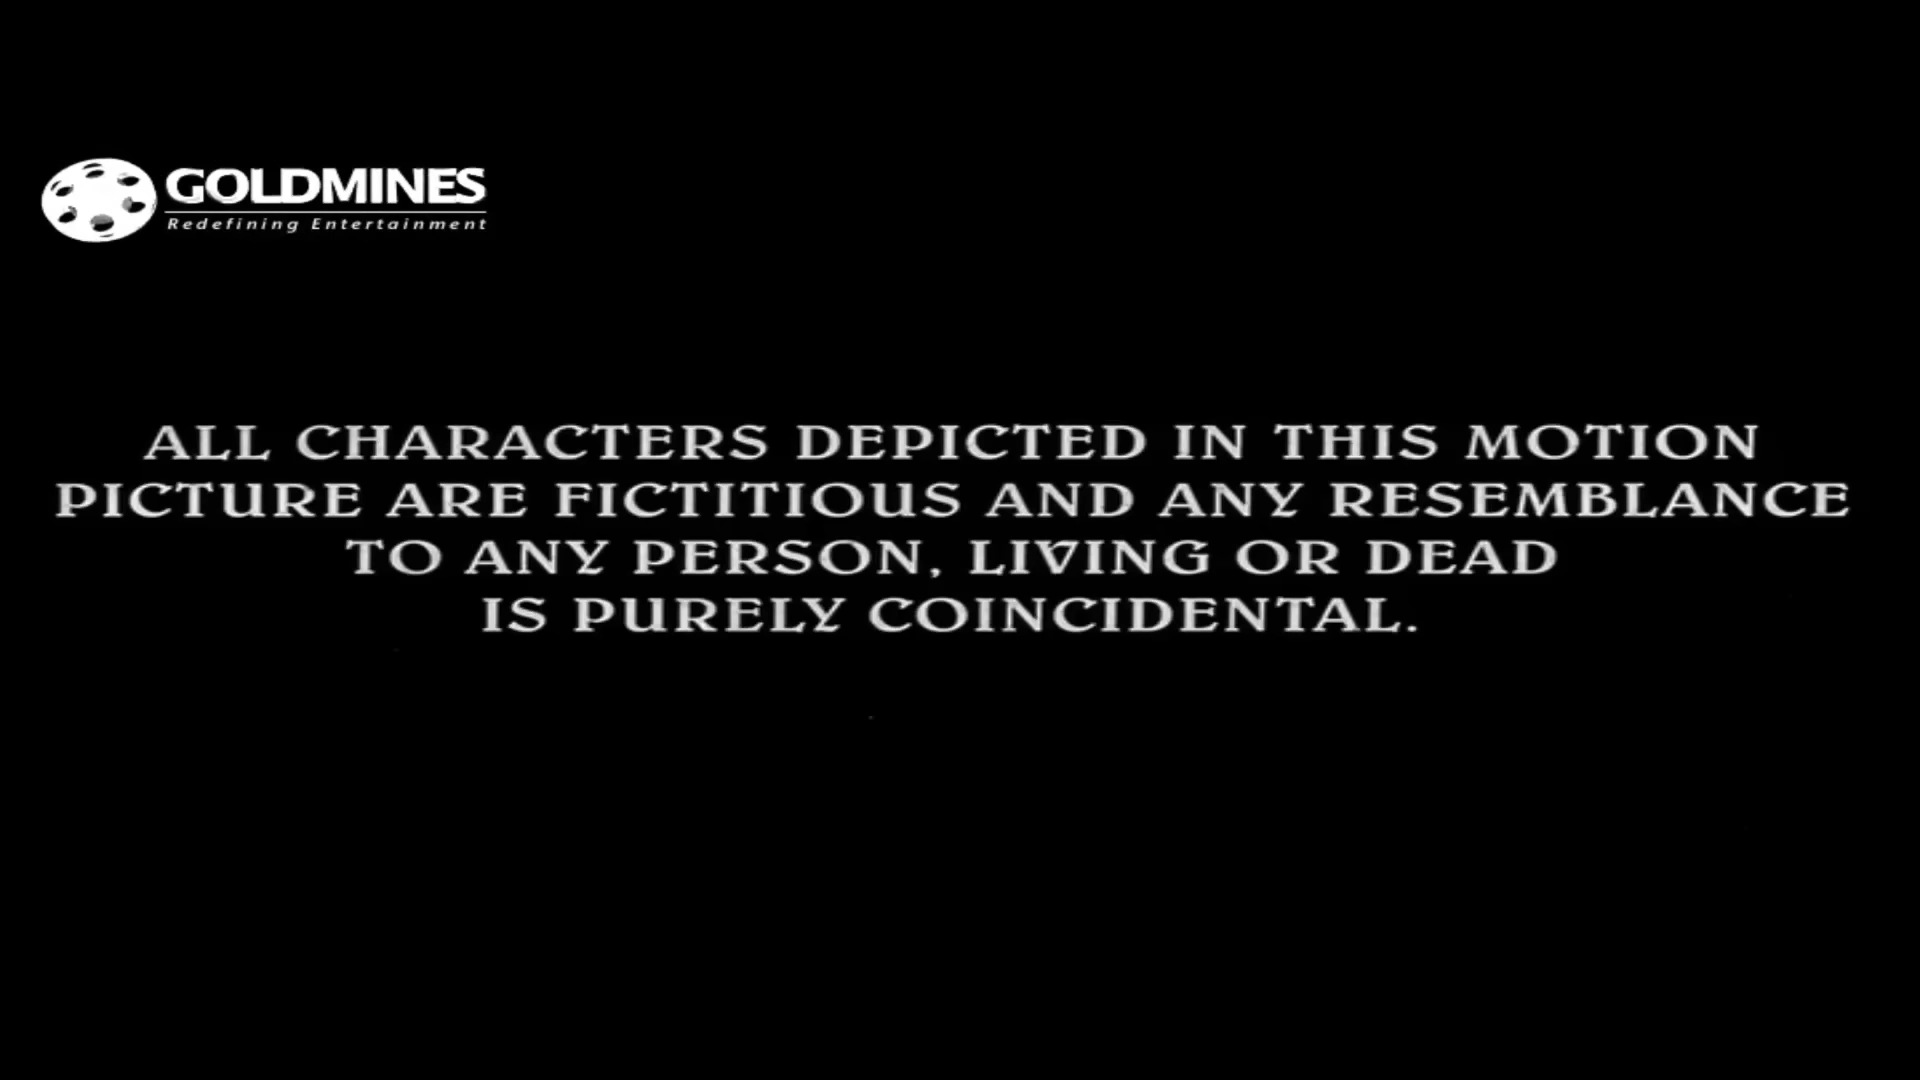 GOLDMINES
Redefining Entertainment
ALL CHARACTERS DEPICTED IN THIS MOTION
PICTURE ARE FICTITIOUS AND ANY RESEMBLANCE
TO ANY PERSON, LIVING OR DEAD
IS PURELY COINCIDENTAL.